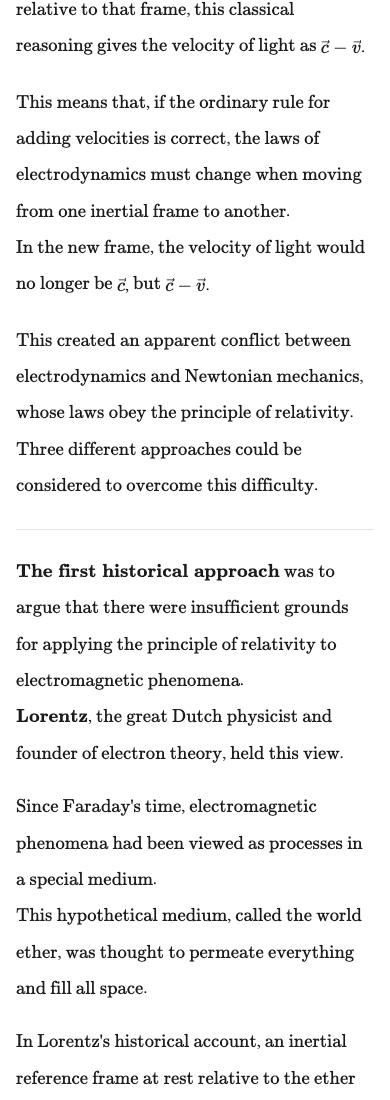 relative to that frame, this classical
reasoning gives the velocity of light as c⃗ − v⃗.
This means that, if the ordinary rule for
adding velocities is correct, the laws of
electrodynamics must change when moving
from one inertial frame to another.
In the new frame, the velocity of light would
no longer be c⃗, but c⃗ − v⃗.
This created an apparent conflict between
electrodynamics and Newtonian mechanics,
whose laws obey the principle of relativity.
Three different approaches could be
considered to overcome this difficulty.
The first historical approach was to
argue that there were insufficient grounds
for applying the principle of relativity to
electromagnetic phenomena.
Lorentz, the great Dutch physicist and
founder of electron theory, held this view.
Since Faraday's time, electromagnetic
phenomena had been viewed as processes in
a special medium.
This hypothetical medium, called the world
ether, was thought to permeate everything
and fill all space.
In Lorentz's historical account, an inertial
reference frame at rest relative to the ether